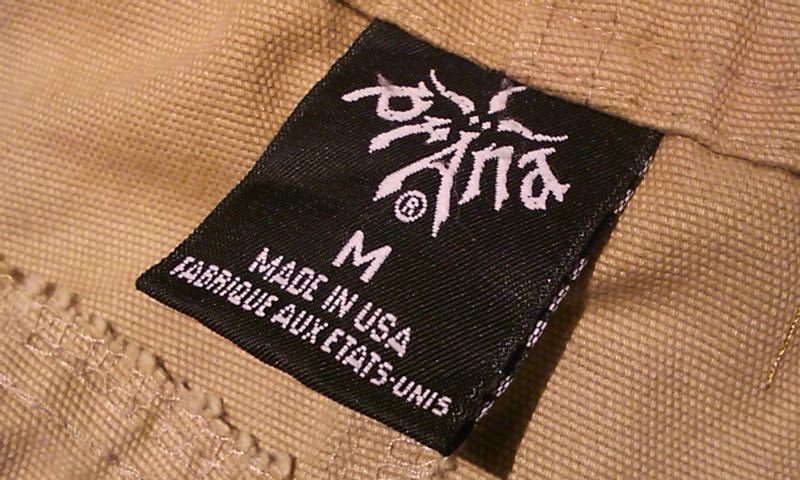 prAna
®
M
MADE IN USA
FABRIQUE AUX ETATS-UNIS